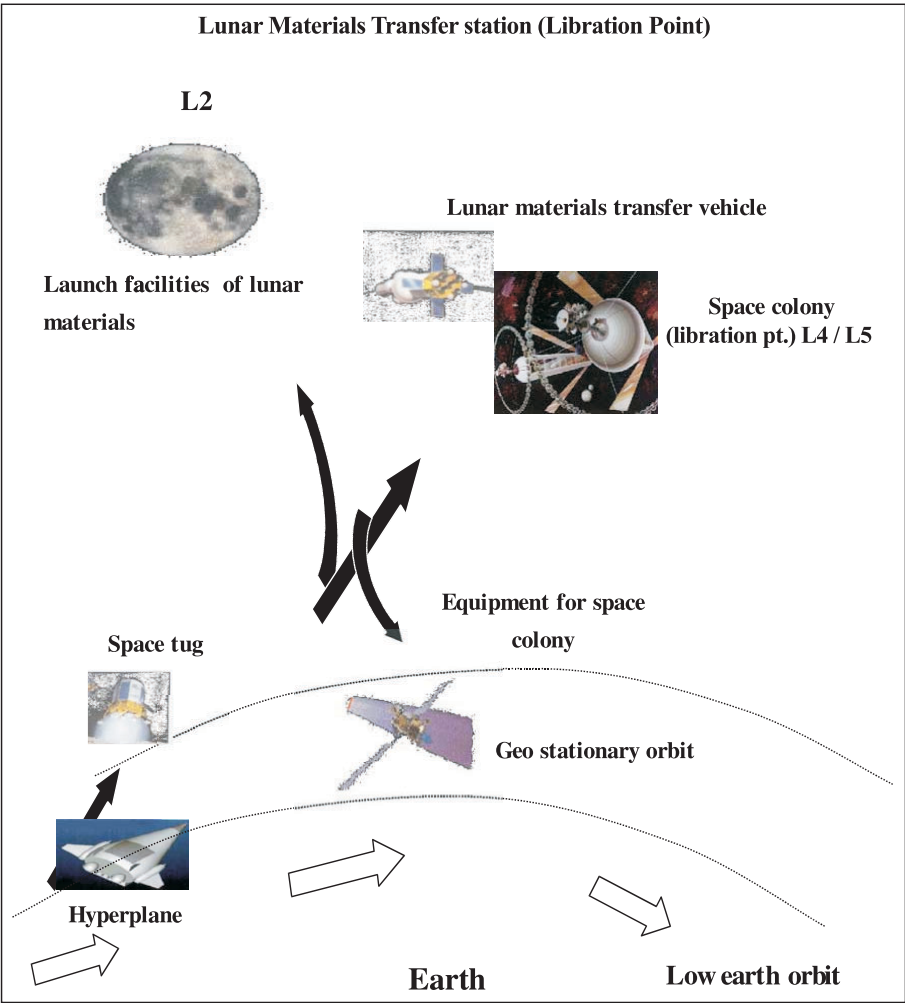 Lunar Materials Transfer station (Libration Point)
L2
Lunar materials transfer vehicle
Launch facilities of lunar
materials
Space colony
(libration pt.) L4 / L5
Equipment for space
colony
Space tug
Geo stationary orbit
Hyperplane
Earth
Low earth orbit